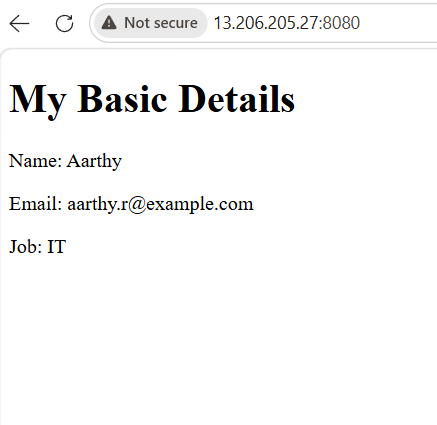 Not secure 13.206.205.27:8080
My Basic Details
Name: Aarthy
Email: aarthy.r@example.com
Job: IT